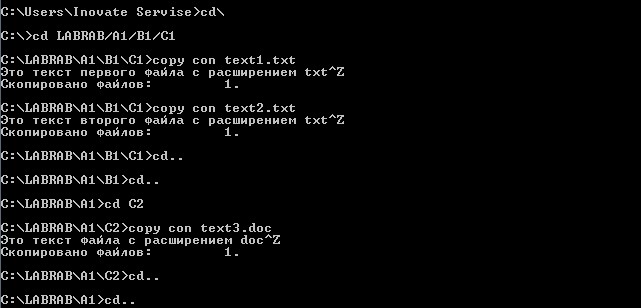 C:\Users\Inovate Servise>cd\
C:\>cd LABRAB/A1/B1/C1
C:\LABRAB\A1\B1\C1>copy con text1.txt
Это текст первого файла с расширением txt^Z
Скопировано файлов:         1.
C:\LABRAB\A1\B1\C1>copy con text2.txt
Это текст второго файла с расширением txt^Z
Скопировано файлов:         1.
C:\LABRAB\A1\B1\C1>cd..
C:\LABRAB\A1\B1>cd..
C:\LABRAB\A1>cd C2
C:\LABRAB\A1\C2>copy con text3.doc
Это текст файла с расширением doc^Z
Скопировано файлов:         1.
C:\LABRAB\A1\C2>cd..
C:\LABRAB\A1>cd..